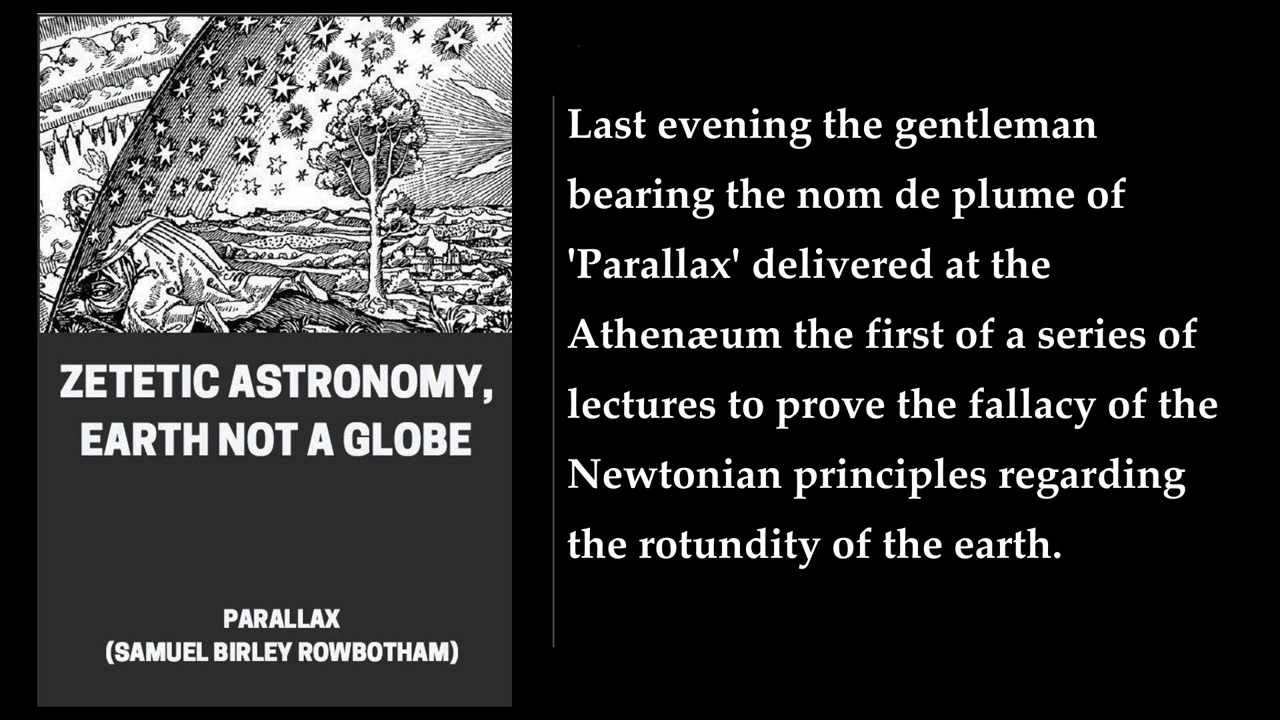 ZETETIC ASTRONOMY,
EARTH NOT A GLOBE
PARALLAX
(SAMUEL BIRLEY ROWBOTHAM)
Last evening the gentleman
bearing the nom de plume of
'Parallax' delivered at the
Athenæum the first of a series of
lectures to prove the fallacy of the
Newtonian principles regarding
the rotundity of the earth.